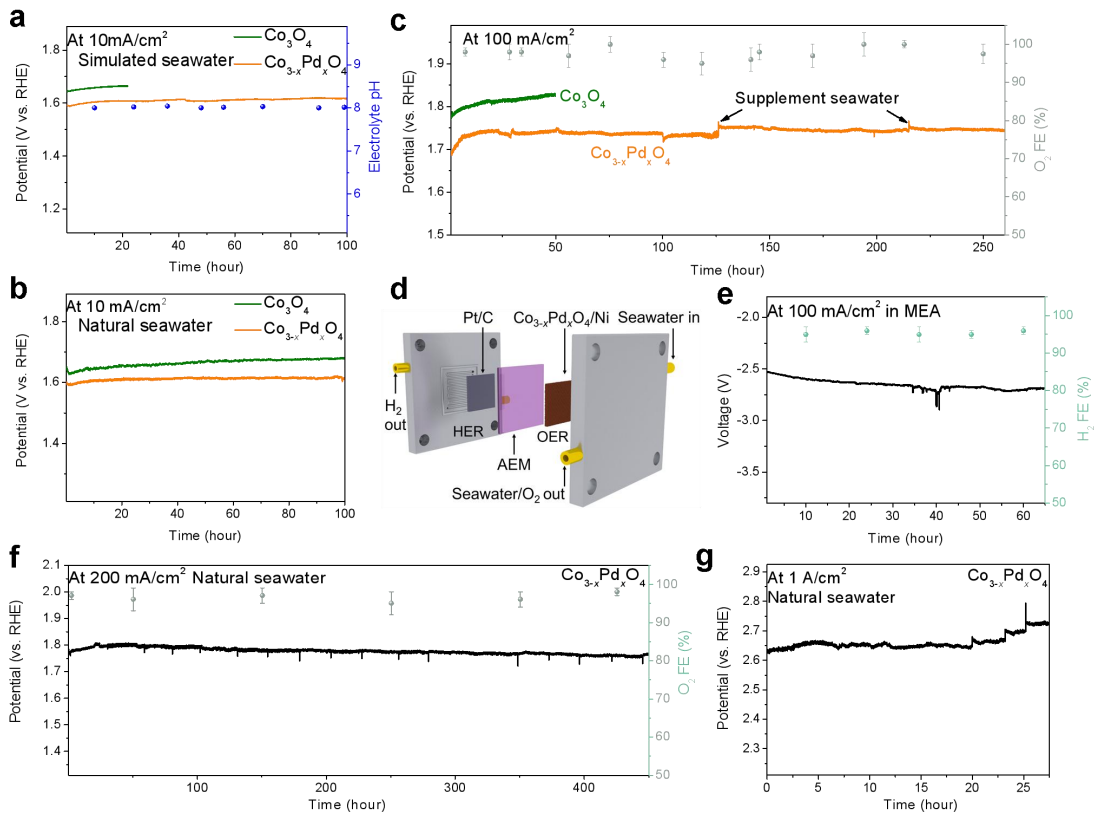 a
At 10mA/cm²
Simulated seawater
Co₃O₄
Co₃₋ₓPdₓO₄
1.8
1.6
1.4
1.2
Potential (V vs. RHE)
9
8
7
6
Electrolyte pH
20 40 60 80 100
Time (hour)
b
At 10 mA/cm²
Natural seawater
Co₃O₄
Co₃₋ₓPdₓO₄
1.8
1.6
1.4
Potential (V vs. RHE)
20 40 60 80 100
Time (hour)
c
At 100 mA/cm²
Co₃O₄
Supplement seawater
Co₃₋ₓPdₓO₄
1.9
1.8
1.7
1.6
1.5
Potential (V vs. RHE)
100
90
80
70
60
50
O₂ FE (%)
50 100 150 200 250
Time (hour)
d
Pt/C
Co₃₋ₓPdₓO₄/Ni
Seawater in
H₂
out
HER
OER
AEM
Seawater/O₂ out
e
At 100 mA/cm² in MEA
-2.0
-2.5
-3.0
-3.5
Voltage (V)
100
90
80
70
60
50
H₂ FE (%)
10 20 30 40 50 60
Time (hour)
f
At 200 mA/cm² Natural seawater
Co₃₋ₓPdₓO₄
2.1
2.0
1.9
1.8
1.7
1.6
1.5
1.4
Potential (vs. RHE)
100
90
80
70
60
50
O₂ FE (%)
100 200 300 400
Time (hour)
g
At 1 A/cm²
Natural seawater
Co₃₋ₓPdₓO₄
2.9
2.8
2.7
2.6
2.5
2.4
2.3
Potential (vs. RHE)
0 5 10 15 20 25
Time (hour)